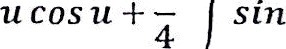 u cos u + — / 4 ∫ sin